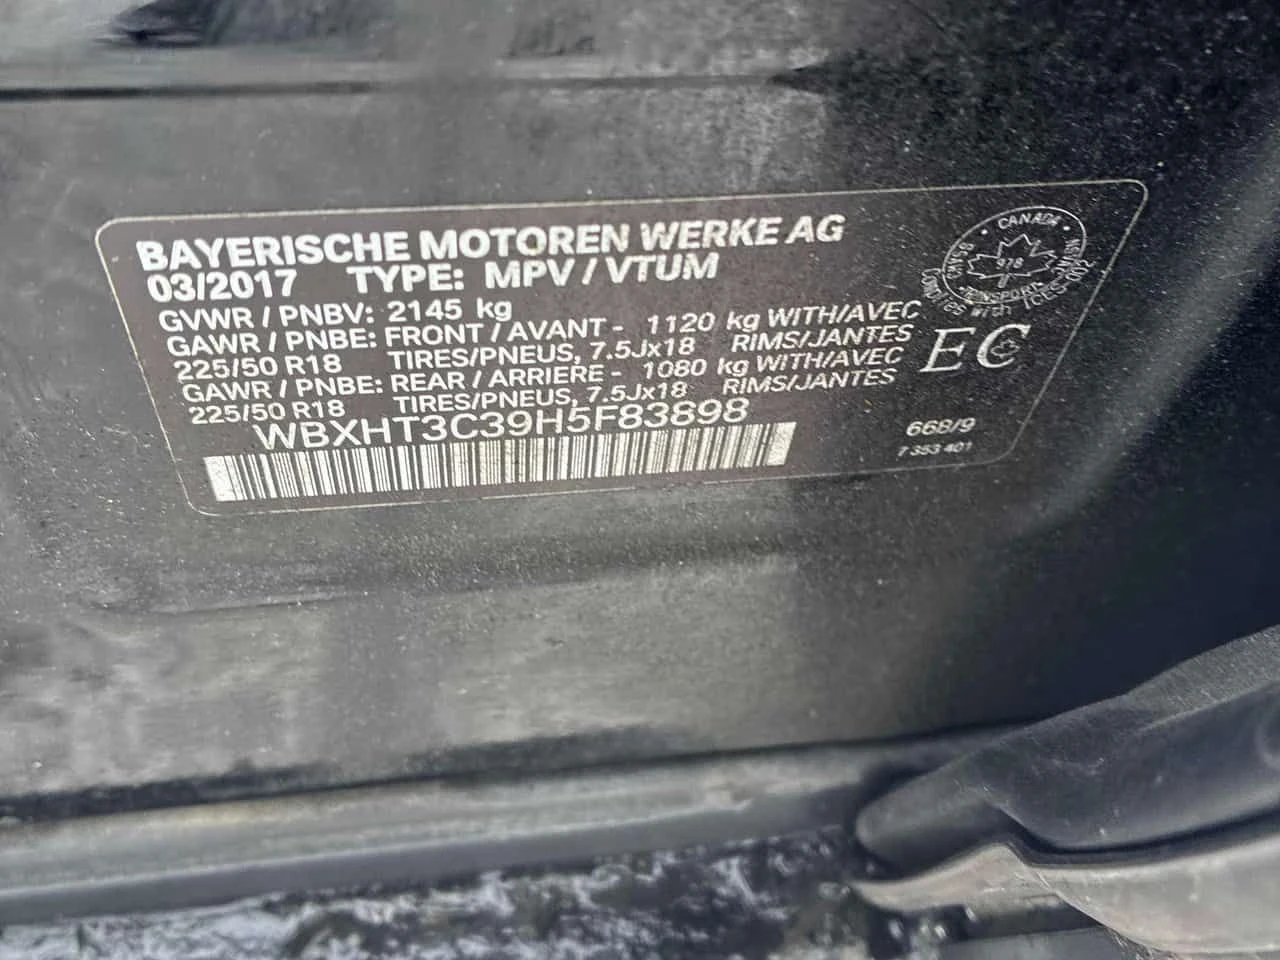 BAYERISCHE MOTOREN WERKE AG
03/2017 TYPE: MPV / VTUM
GVWR / PNBV: 2145 kg
GAWR / PNBE: FRONT / AVANT - 1120 kg WITH/AVEC
225/50 R18 TIRES/PNEUS, 7.5Jx18 RIMS/JANTES
GAWR / PNBE: REAR / ARRIERE - 1080 kg WITH/AVEC
225/50 R18 TIRES/PNEUS, 7.5Jx18 RIMS/JANTES
WBXHT3C39H5F83898
CANADA
TRANSPORT
EC
668/9
7 353 401